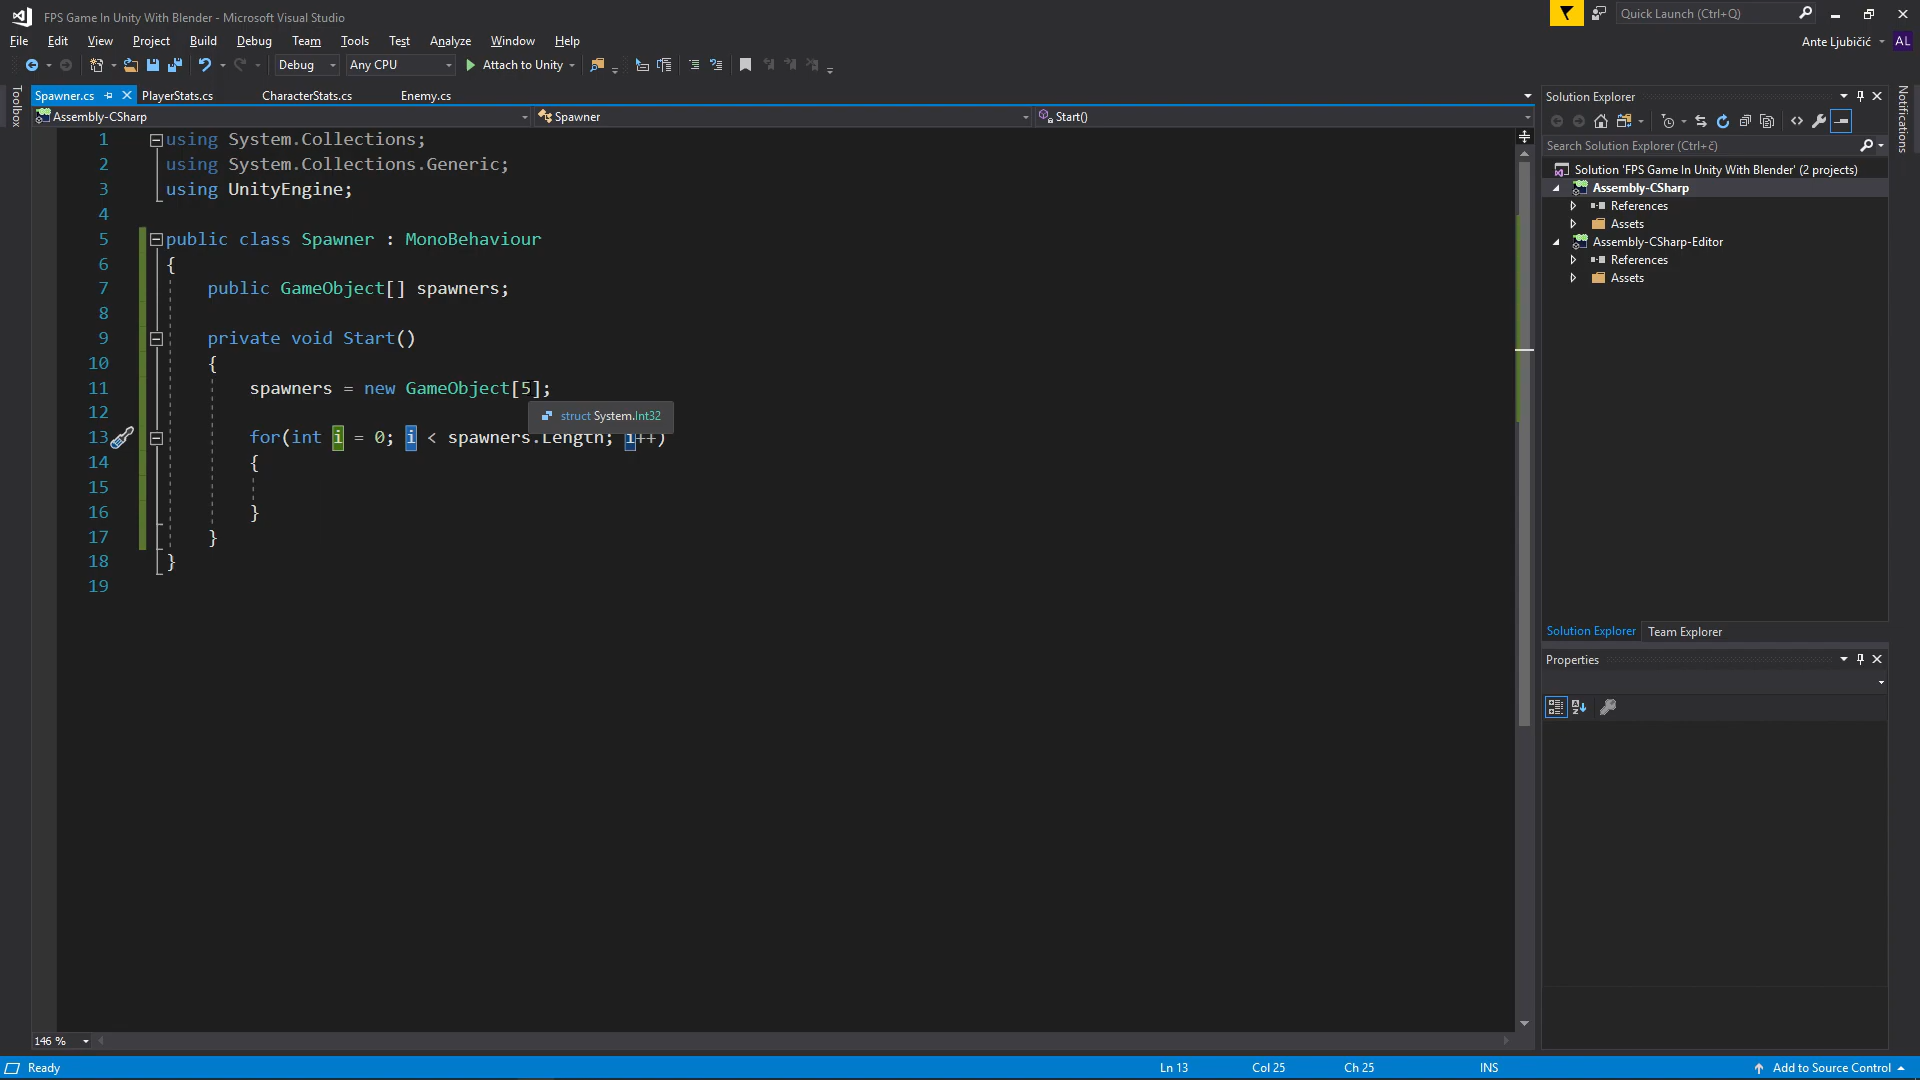 FPS Game In Unity With Blender - Microsoft Visual Studio
Quick Launch (Ctrl+Q)
File Edit View Project Build Debug Team Tools Test Analyze Window Help
Ante Ljubičić AL
Debug Any CPU Attach to Unity
Toolbox
Spawner.cs PlayerStats.cs CharacterStats.cs Enemy.cs
Assembly-CSharp Spawner Start()
1 using System.Collections;
2 using System.Collections.Generic;
3 using UnityEngine;
4
5 public class Spawner : MonoBehaviour
6 {
7 public GameObject[] spawners;
8
9 private void Start()
10 {
11 spawners = new GameObject[5];
12
struct System.Int32
13 for(int i = 0; i < spawners.Length; i++)
14 {
15
16 }
17 }
18 }
19
146 %
Solution Explorer
Search Solution Explorer (Ctrl+č)
Solution 'FPS Game In Unity With Blender' (2 projects)
Assembly-CSharp
References
Assets
Assembly-CSharp-Editor
References
Assets
Solution Explorer Team Explorer
Properties
Notifications
Ready Ln 13 Col 25 Ch 25 INS Add to Source Control